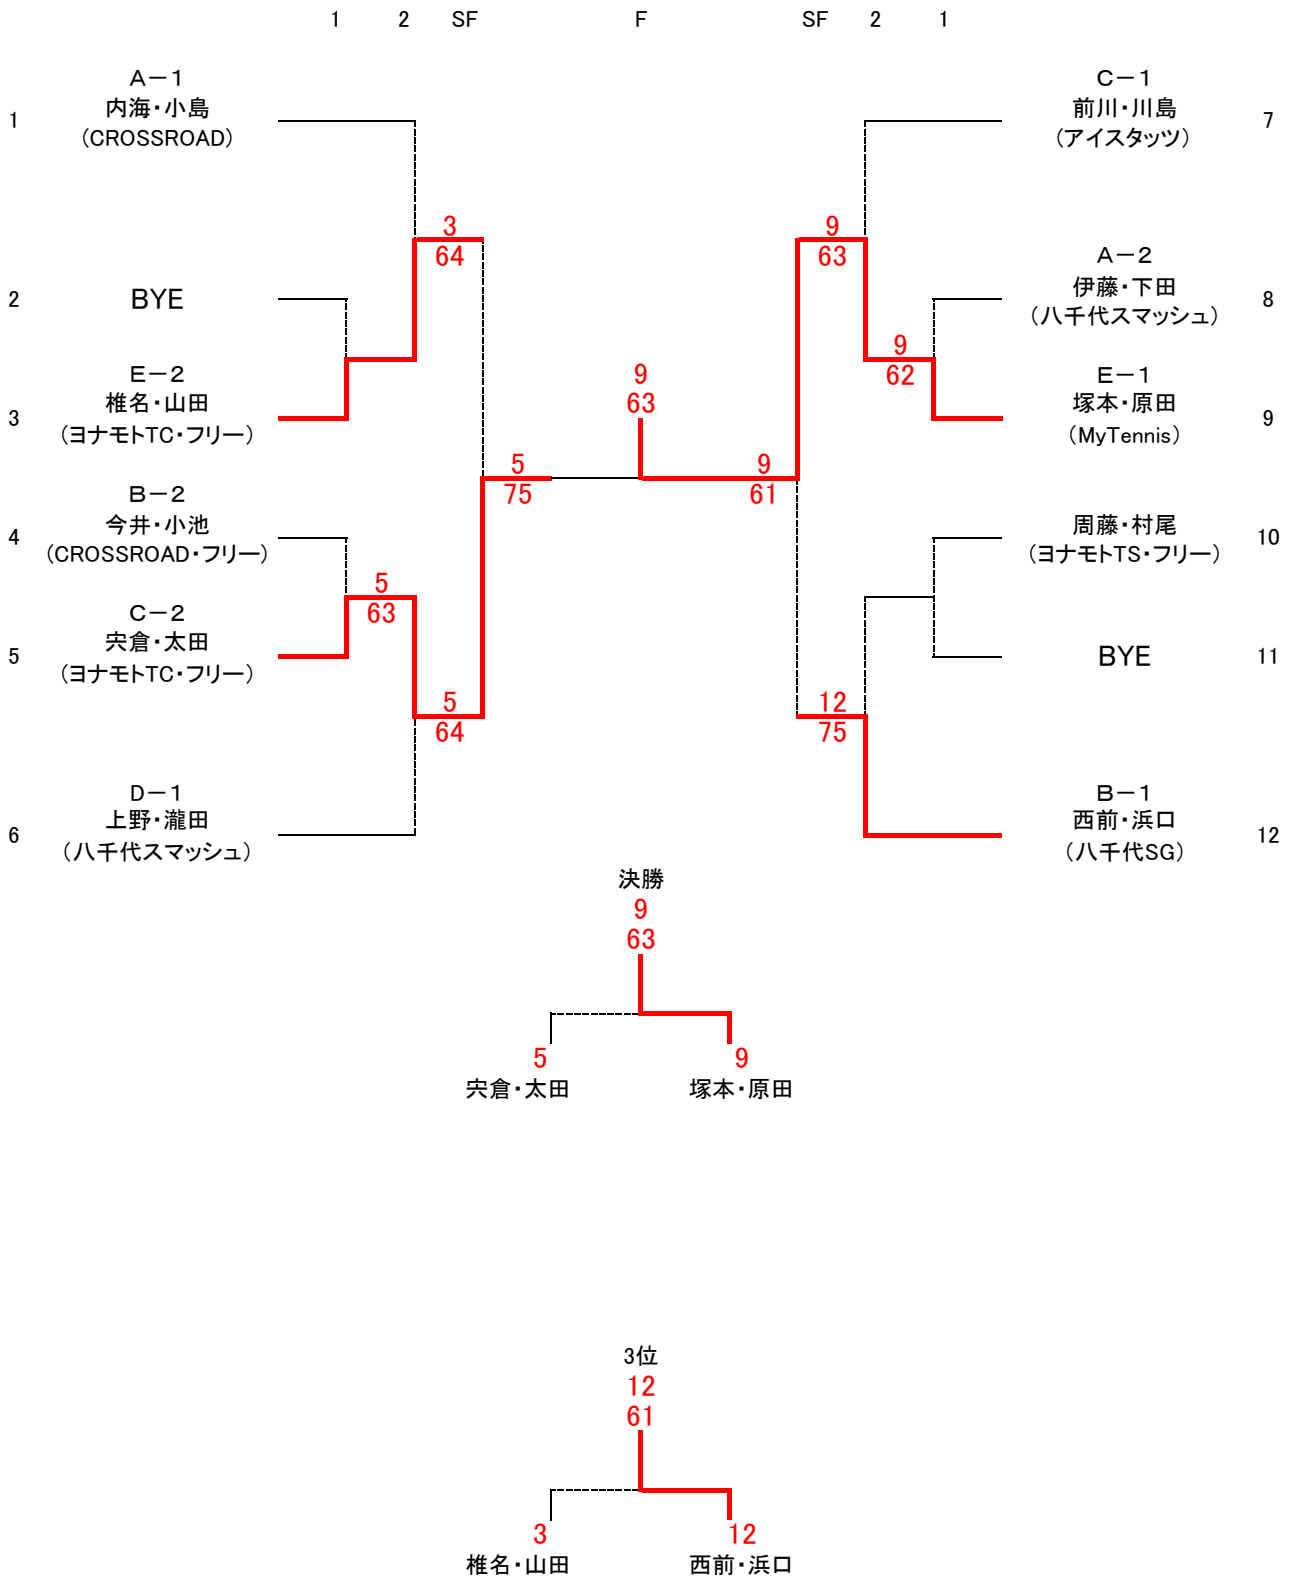 1 2 SF F SF 2 1
A－1
1 内海・小島
(CROSSROAD)
2 BYE
E－2
3 椎名・山田
(ヨナモトTC・フリー)
B－2
4 今井・小池
(CROSSROAD・フリー)
C－2
5 宍倉・太田
(ヨナモトTC・フリー)
D－1
6 上野・瀧田
(八千代スマッシュ)
3
64
5
63
5
64
5
75
9
63
9
61
9
63
9
62
12
75
C－1
前川・川島 7
(アイスタッツ)
A－2
伊藤・下田 8
(八千代スマッシュ)
E－1
塚本・原田 9
(MyTennis)
周藤・村尾 10
(ヨナモトTS・フリー)
BYE 11
B－1
西前・浜口 12
(八千代SG)
決勝
9
63
5 9
宍倉・太田 塚本・原田
3位
12
61
3 12
椎名・山田 西前・浜口